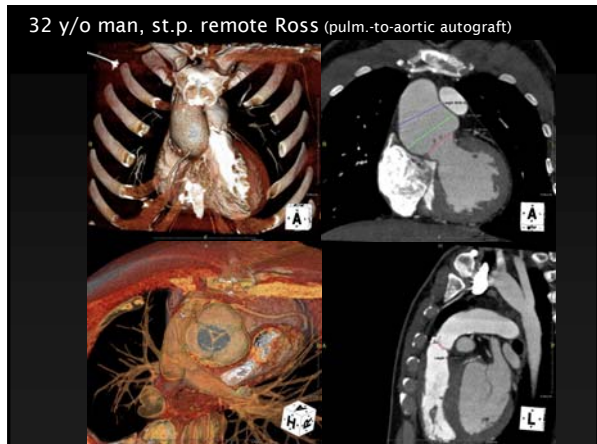 32 y/o man, st.p. remote Ross (pulm.-to-aortic autograft)
A
A
H
R
L